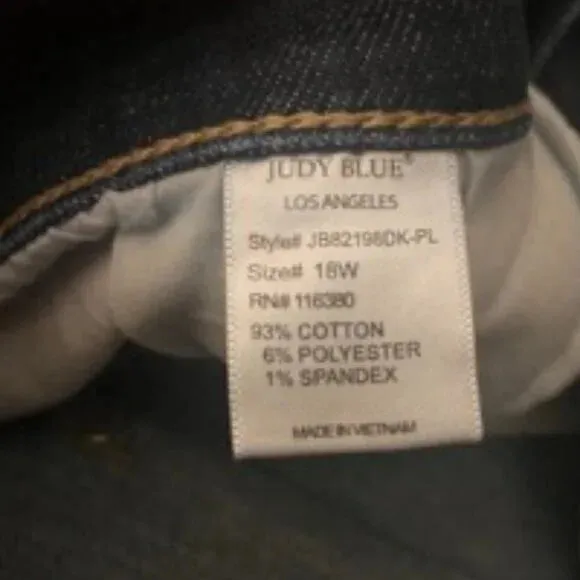 JUDY BLUE®
LOS ANGELES
Style# JB82198DK-PL
Size# 18W
RN# 116380
93% COTTON
6% POLYESTER
1% SPANDEX
MADE IN VIETNAM